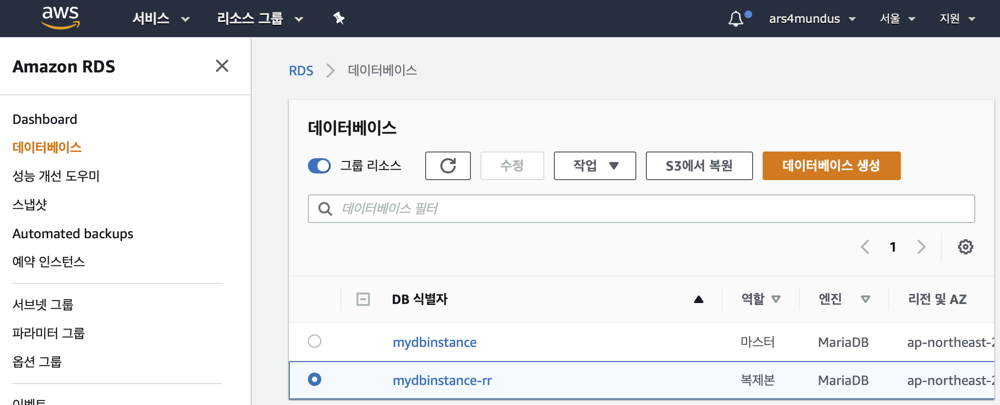 aws 서비스 리소스 그룹 ars4mundus 서울 지원
Amazon RDS
Dashboard
데이터베이스
성능 개선 도우미
스냅샷
Automated backups
예약 인스턴스
서브넷 그룹
파라미터 그룹
옵션 그룹
이벤트
RDS 데이터베이스
데이터베이스
그룹 리소스 수정 작업 S3에서 복원 데이터베이스 생성
데이터베이스 필터
1
DB 식별자 역할 엔진 리전 및 AZ
mydbinstance 마스터 MariaDB ap-northeast-2
mydbinstance-rr 복제본 MariaDB ap-northeast-2